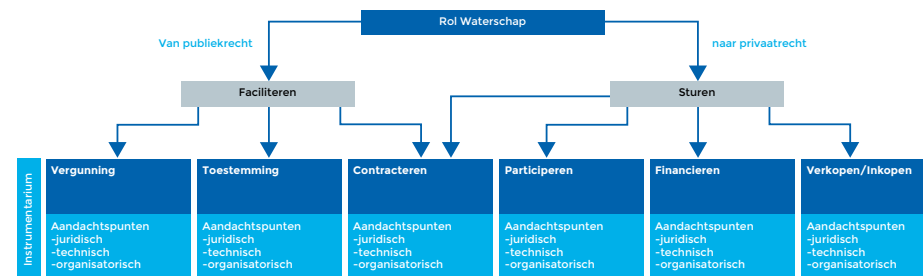 Rol Waterschap
Van publiekrecht
naar privaatrecht
Faciliteren
Sturen
Instrumentarium
Vergunning
Toestemming
Contracteren
Participeren
Financieren
Verkopen/Inkopen
Aandachtspunten
-juridisch
-technisch
-organisatorisch
Aandachtspunten
-juridisch
-technisch
-organisatorisch
Aandachtspunten
-juridisch
-technisch
-organisatorisch
Aandachtspunten
-juridisch
-technisch
-organisatorisch
Aandachtspunten
-juridisch
-technisch
-organisatorisch
Aandachtspunten
-juridisch
-technisch
-organisatorisch